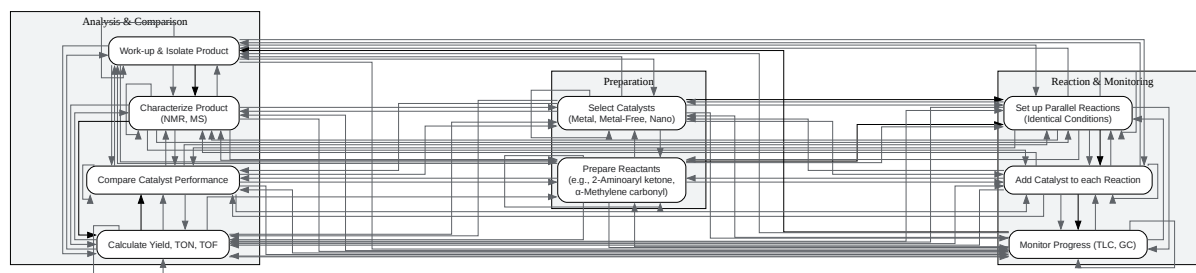 Analysis & Comparison
Work-up & Isolate Product
Characterize Product
(NMR, MS)
Compare Catalyst Performance
Calculate Yield, TON, TOF
Preparation
Select Catalysts
(Metal, Metal-Free, Nano)
Prepare Reactants
(e.g., 2-Aminoaryl ketone,
α-Methylene carbonyl)
Reaction & Monitoring
Set up Parallel Reactions
(Identical Conditions)
Add Catalyst to each Reaction
Monitor Progress (TLC, GC)